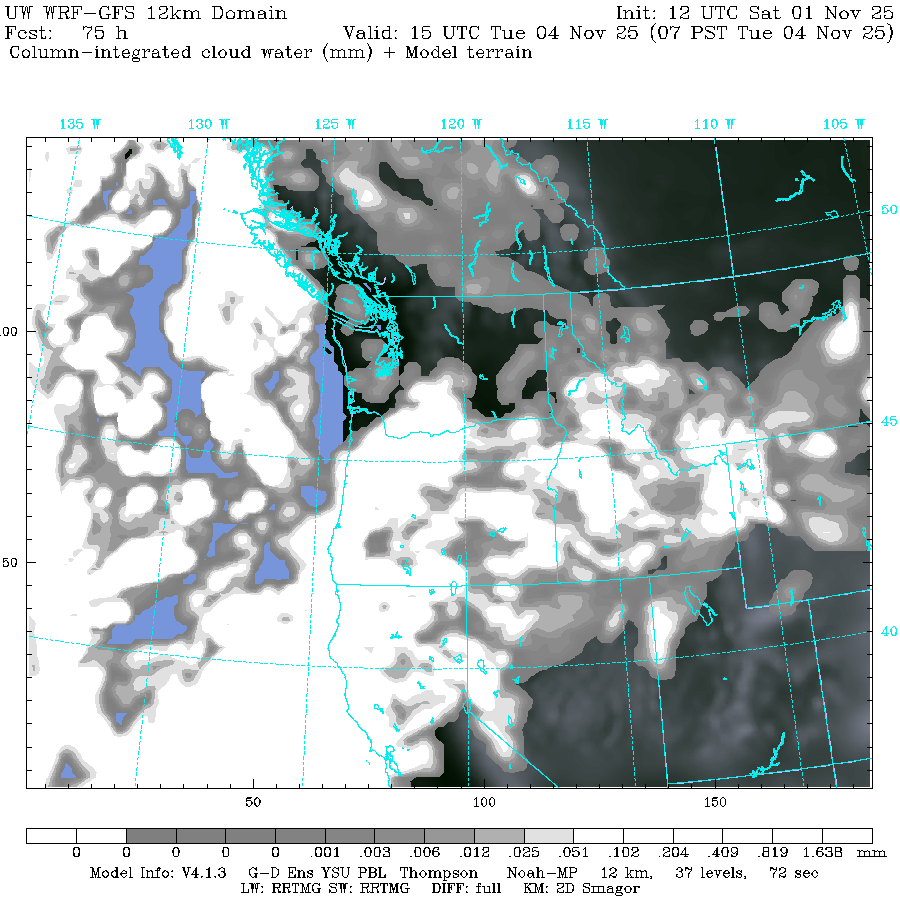 UW WRF-GFS 12km Domain Init: 12 UTC Sat 01 Nov 25
Fcst: 75 h Valid: 15 UTC Tue 04 Nov 25 (07 PST Tue 04 Nov 25)
Column-integrated cloud water (mm) + Model terrain
135 W 130 W 125 W 120 W 115 W 110 W 105 W
50
00
45
50
40
50 100 150
0 0 0 0 .001 .003 .006 .012 .025 .051 .102 .204 .409 .819 1.638 mm
Model Info: V4.1.3 G-D Ens YSU PBL Thompson Noah-MP 12 km, 37 levels, 72 sec
LW: RRTMG SW: RRTMG DIFF: full KM: 2D Smagor